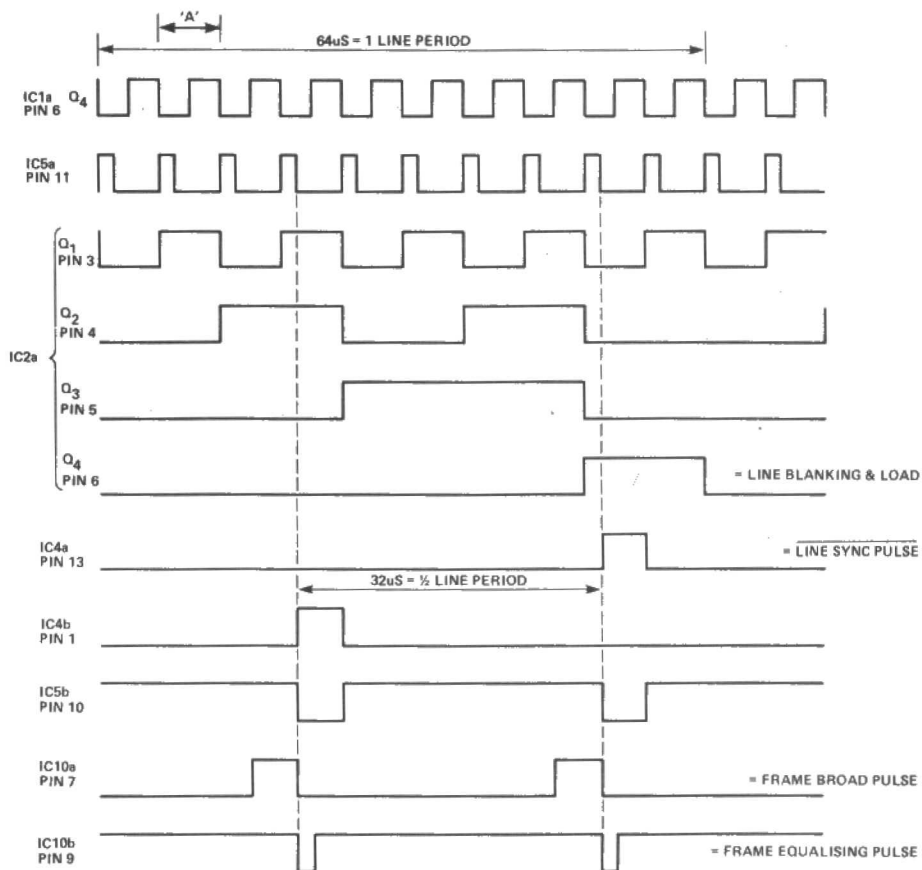 'A'
64uS = 1 LINE PERIOD
IC1a Q4
PIN 6
IC5a
PIN 11
Q1
PIN 3
Q2
PIN 4
IC2a
Q3
PIN 5
Q4
PIN 6
= LINE BLANKING & LOAD
IC4a
PIN 13
= LINE SYNC PULSE
32uS = ½ LINE PERIOD
IC4b
PIN 1
IC5b
PIN 10
IC10a
PIN 7
= FRAME BROAD PULSE
IC10b
PIN 9
= FRAME EQUALISING PULSE